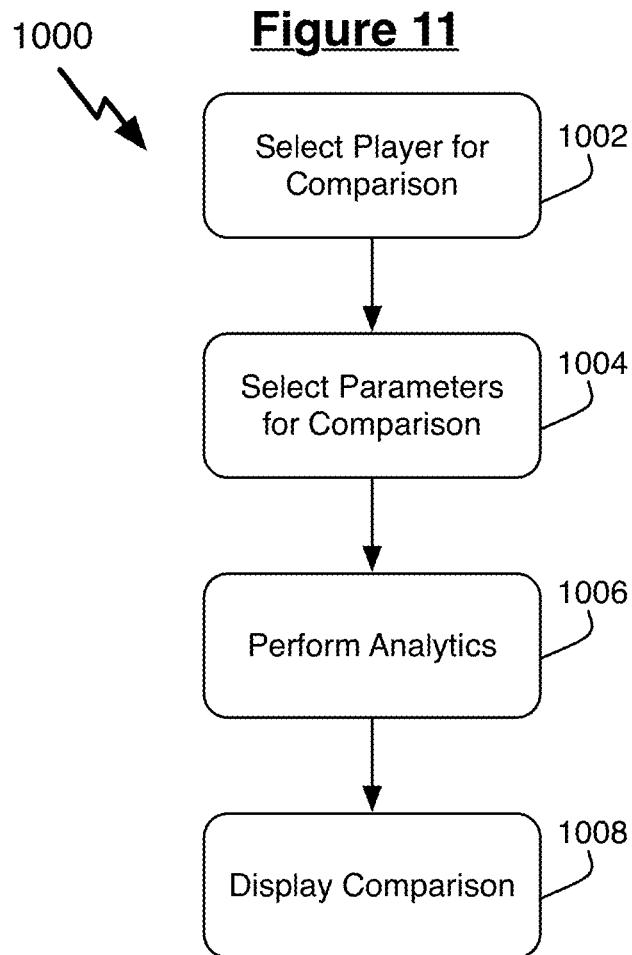 Figure 11
1000
Select Player for
Comparison
1002
Select Parameters
for Comparison
1004
Perform Analytics
1006
Display Comparison
1008